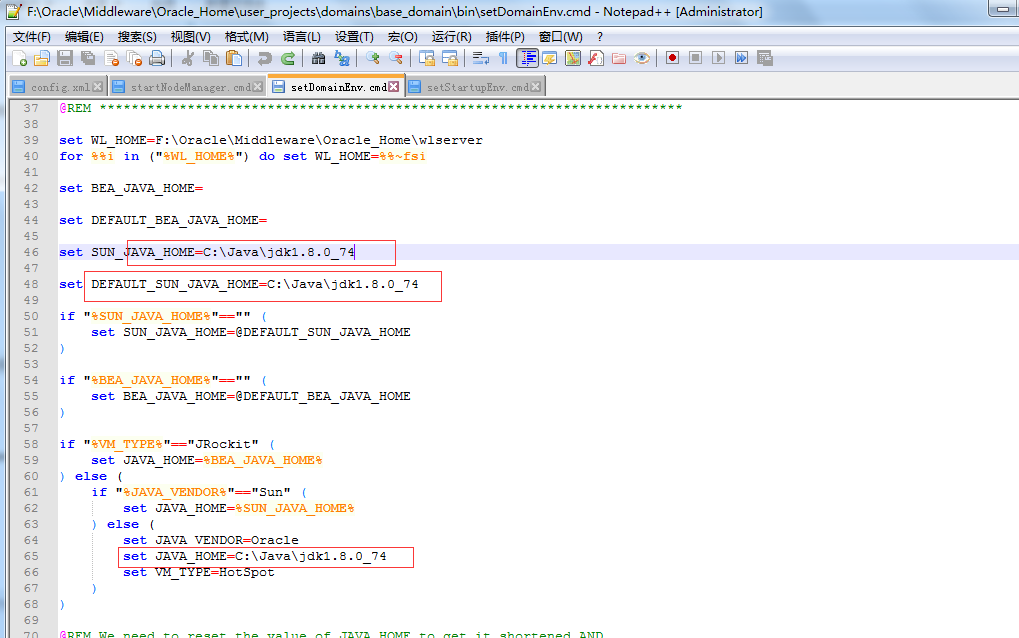 F:\Oracle\Middleware\Oracle_Home\user_projects\domains\base_domain\bin\setDomainEnv.cmd - Notepad++ [Administrator]
文件(F) 编辑(E) 搜索(S) 视图(V) 格式(M) 语言(L) 设置(T) 宏(O) 运行(R) 插件(P) 窗口(W) ?
config.xml startNodeManager.cmd setDomainEnv.cmd setStartupEnv.cmd
37 @REM *************************************************************************
38
39 set WL_HOME=F:\Oracle\Middleware\Oracle_Home\wlserver
40 for %%i in ("%WL_HOME%") do set WL_HOME=%%~fsi
41
42 set BEA_JAVA_HOME=
43
44 set DEFAULT_BEA_JAVA_HOME=
45
46 set SUN_JAVA_HOME=C:\Java\jdk1.8.0_74
47
48 set DEFAULT_SUN_JAVA_HOME=C:\Java\jdk1.8.0_74
49
50 if "%SUN_JAVA_HOME%"=="" (
51 set SUN_JAVA_HOME=@DEFAULT_SUN_JAVA_HOME
52 )
53
54 if "%BEA_JAVA_HOME%"=="" (
55 set BEA_JAVA_HOME=@DEFAULT_BEA_JAVA_HOME
56 )
57
58 if "%VM_TYPE%"=="JRockit" (
59 set JAVA_HOME=%BEA_JAVA_HOME%
60 ) else (
61 if "%JAVA_VENDOR%"=="Sun" (
62 set JAVA_HOME=%SUN_JAVA_HOME%
63 ) else (
64 set JAVA_VENDOR=Oracle
65 set JAVA_HOME=C:\Java\jdk1.8.0_74
66 set VM_TYPE=HotSpot
67 )
68 )
69
70 @REM We need to reset the value of JAVA_HOME to get it shortened AND